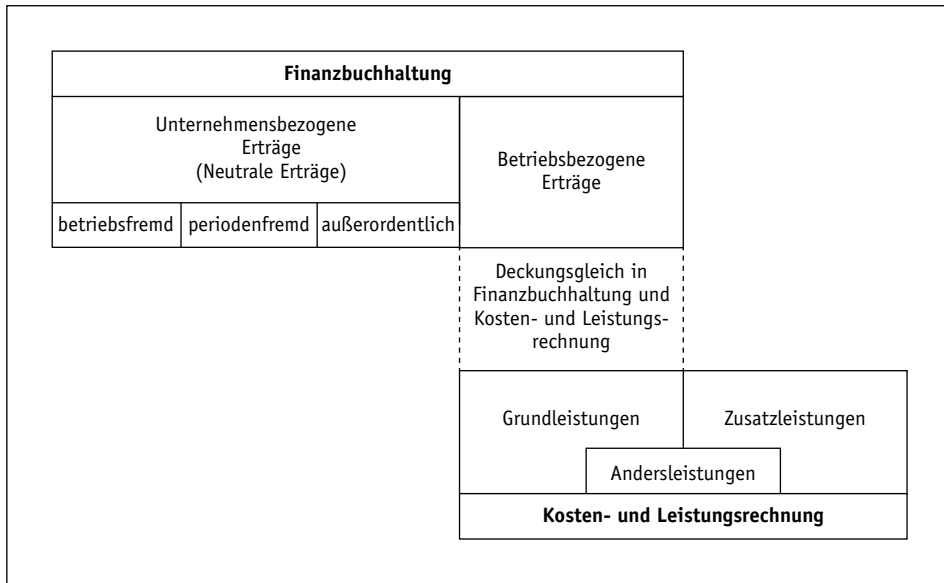 Finanzbuchhaltung
Unternehmensbezogene
Erträge
(Neutrale Erträge)
Betriebsbezogene
Erträge
betriebsfremd
periodenfremd
außerordentlich
Deckungsgleich in
Finanzbuchhaltung und
Kosten- und Leistungs-
rechnung
Grundleistungen
Zusatzleistungen
Andersleistungen
Kosten- und Leistungsrechnung